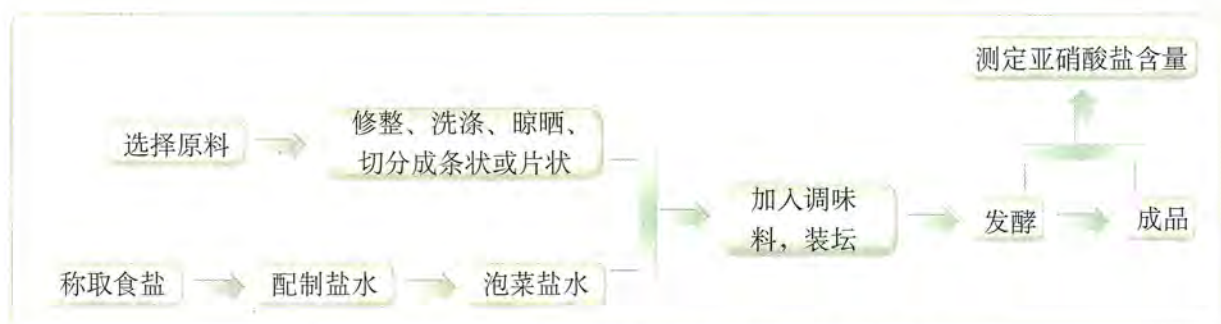 测定亚硝酸盐含量
选择原料
修整、洗涤、晾晒、
切分成条状或片状
加入调味
料，装坛
发酵
成品
称取食盐
配制盐水
泡菜盐水